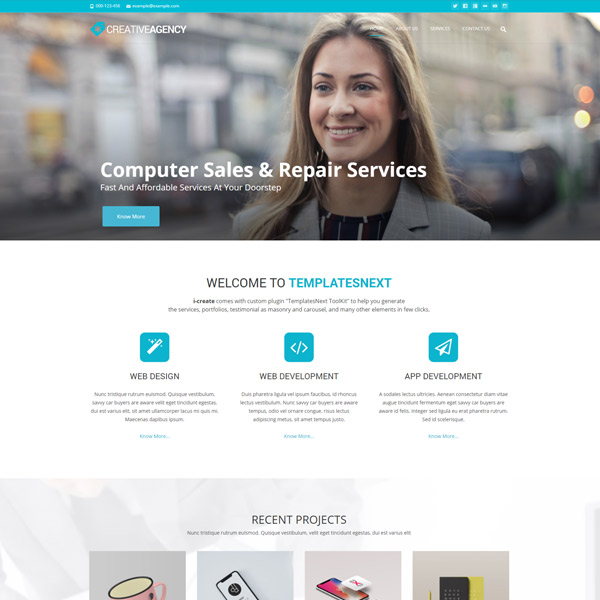 000-123-456 example@example.com
CREATIVEAGENCY
HOME ABOUT US SERVICES CONTACT US
Computer Sales & Repair Services
Fast And Affordable Services At Your Doorstep
Know More
WELCOME TO TEMPLATESNEXT
i-create comes with custom plugin "TemplatesNext ToolKit" to help you generate
the services, portfolios, testimonial as masonry and carousel, and many other elements in few clicks.
WEB DESIGN
Nunc tristique rutrum euismod. Quisque vestibulum,
savvy car buyers are aware velit eget tincidunt egestas,
dui est varius elit, sit amet ullamcorper lacus mi quis mi.
Maecenas dapibus ipsum.
Know More...
WEB DEVELOPMENT
Duis pharetra ligula vel ipsum faucibus, id rhoncus
lectus vestibulum. Nunc savvy car buyers are aware
tempus, odio vel ornare congue, risus lectus
adipiscing metus, sit amet tempus justo.
Know More...
APP DEVELOPMENT
A sodales lectus ultricies. Aenean consectetur diam vitae
augue tincidunt fermentum eget savvy car buyers are
aware id felis. Integer sed ligula eu erat pharetra rutrum.
Sed id scelerisque.
Know More...
RECENT PROJECTS
Nunc tristique rutrum euismod. Quisque vestibulum, velit eget tincidunt egestas, dui est varius elit